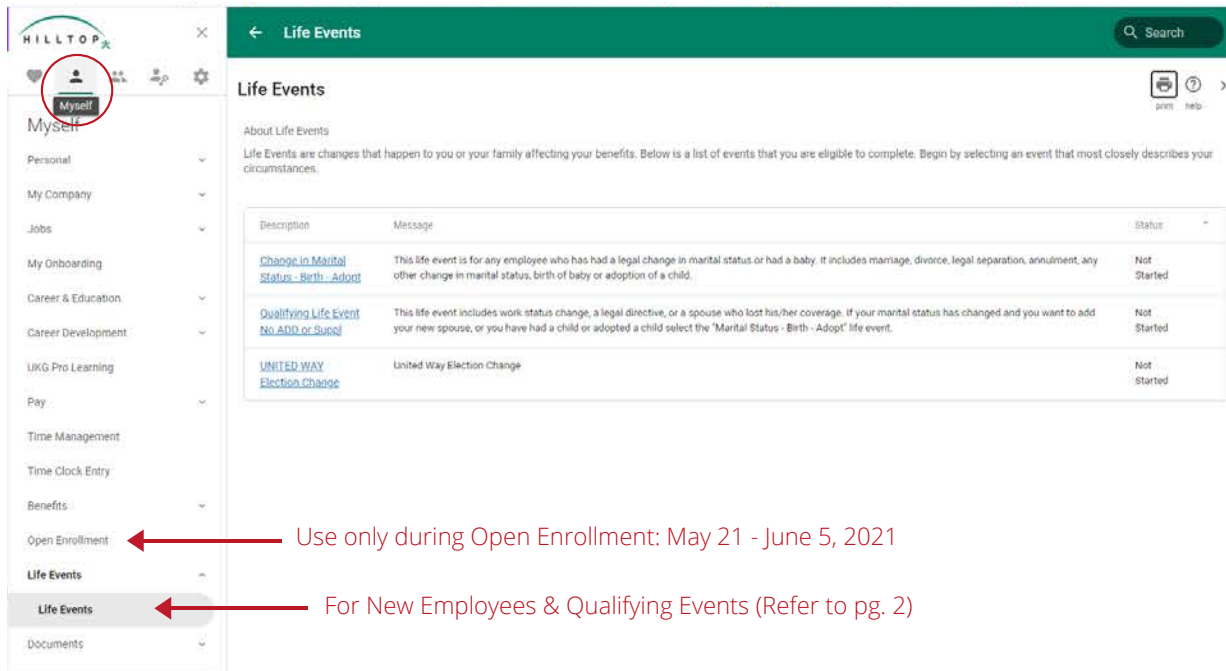 HILLTOP
Life Events
Search
Myself
Life Events
print help
Myself
About Life Events
Life Events are changes that happen to you or your family affecting your benefits. Below is a list of events that you are eligible to complete. Begin by selecting an event that most closely describes your
circumstances.
Personal
My Company
Jobs
My Onboarding
Career & Education
Career Development
UKG Pro Learning
Pay
Time Management
Time Clock Entry
Benefits
Open Enrollment
Life Events
Life Events
Documents
Description Message Status
Change in Marital
Status - Birth - Adopt
This life event is for any employee who has had a legal change in marital status or had a baby. It includes marriage, divorce, legal separation, annulment, any
other change in marital status, birth of baby or adoption of a child.
Not
Started
Qualifying Life Event
No ADD or Suppl
This life event includes work status change, a legal directive, or a spouse who lost his/her coverage. If your marital status has changed and you want to add
your new spouse, or you have had a child or adopted a child select the "Marital Status - Birth - Adopt" life event.
Not
Started
UNITED WAY
Election Change
United Way Election Change
Not
Started
Use only during Open Enrollment: May 21 - June 5, 2021
For New Employees & Qualifying Events (Refer to pg. 2)